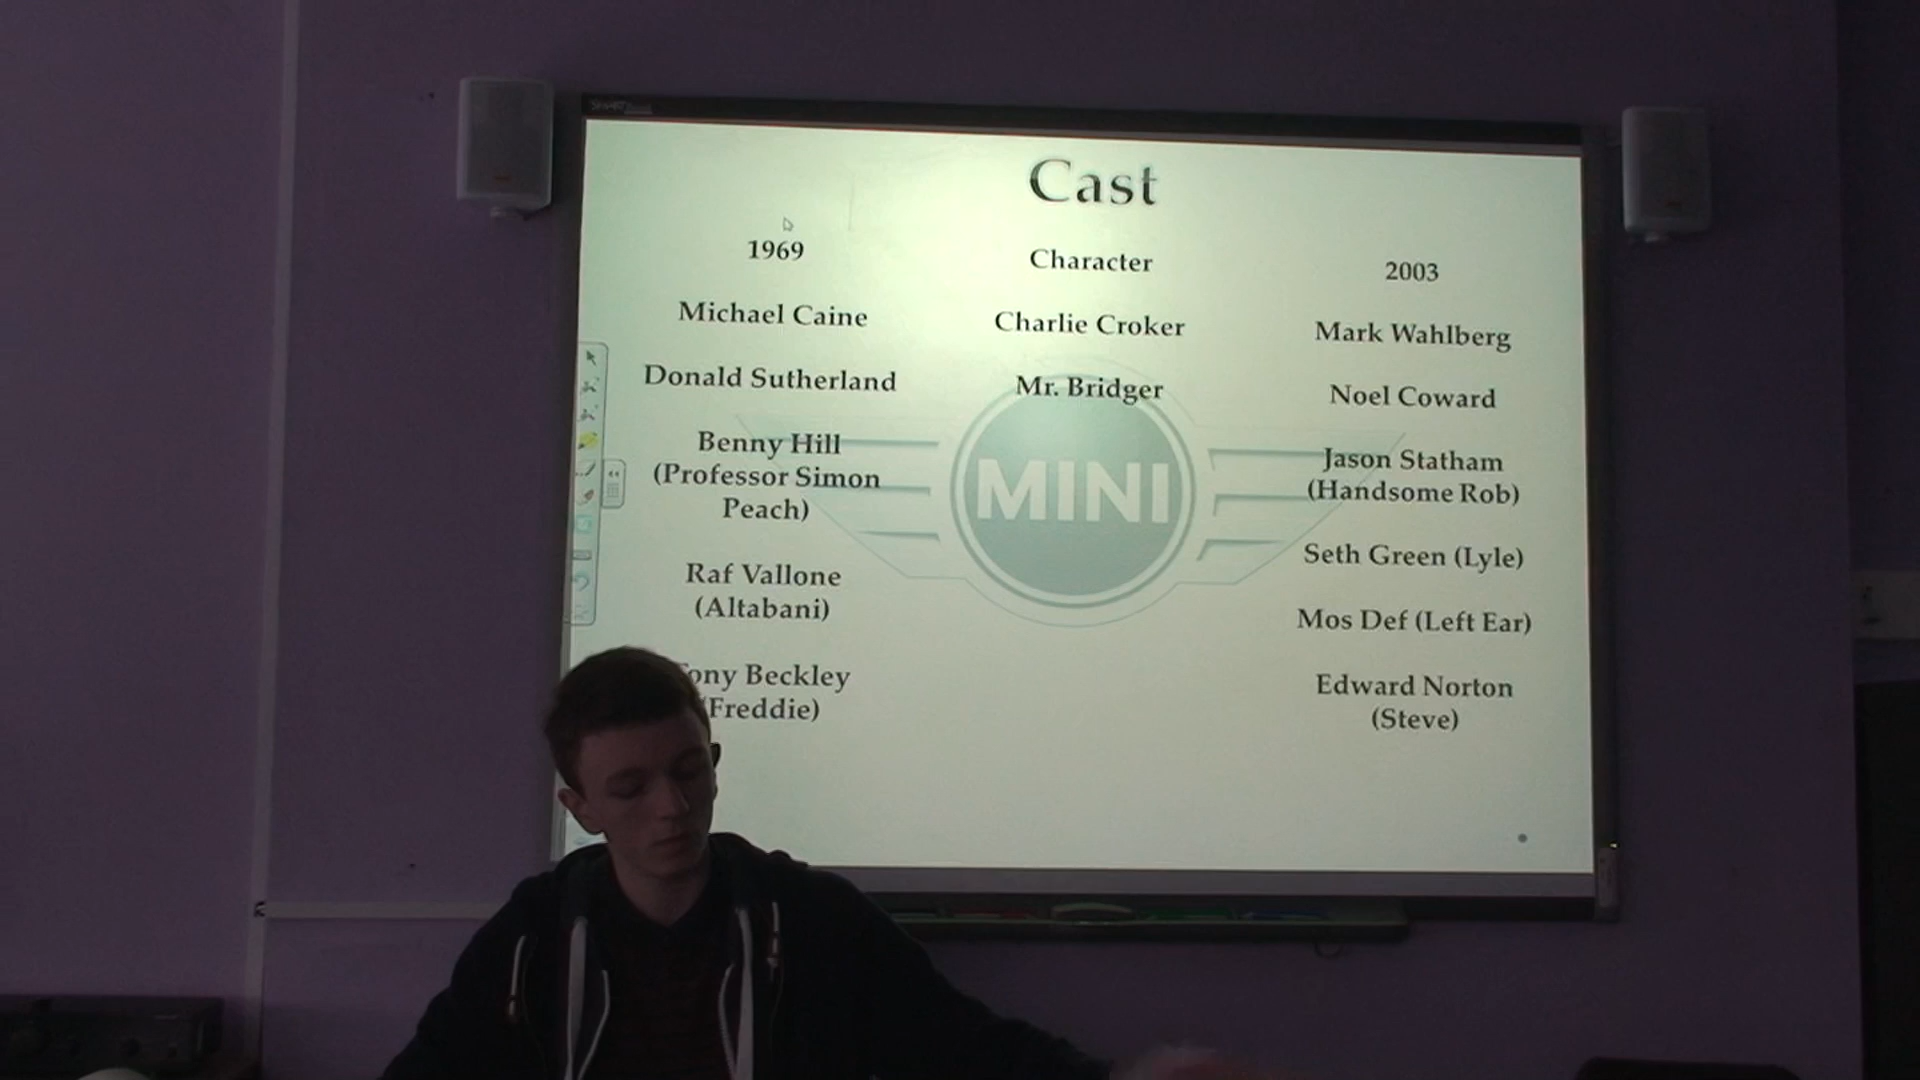 Cast
1969
Character
2003
Michael Caine
Charlie Croker
Mark Wahlberg
Donald Sutherland
Mr. Bridger
Noel Coward
Benny Hill
(Professor Simon
Peach)
Jason Statham
(Handsome Rob)
MINI
Seth Green (Lyle)
Raf Vallone
(Altabani)
Mos Def (Left Ear)
ony Beckley
(Freddie)
Edward Norton
(Steve)